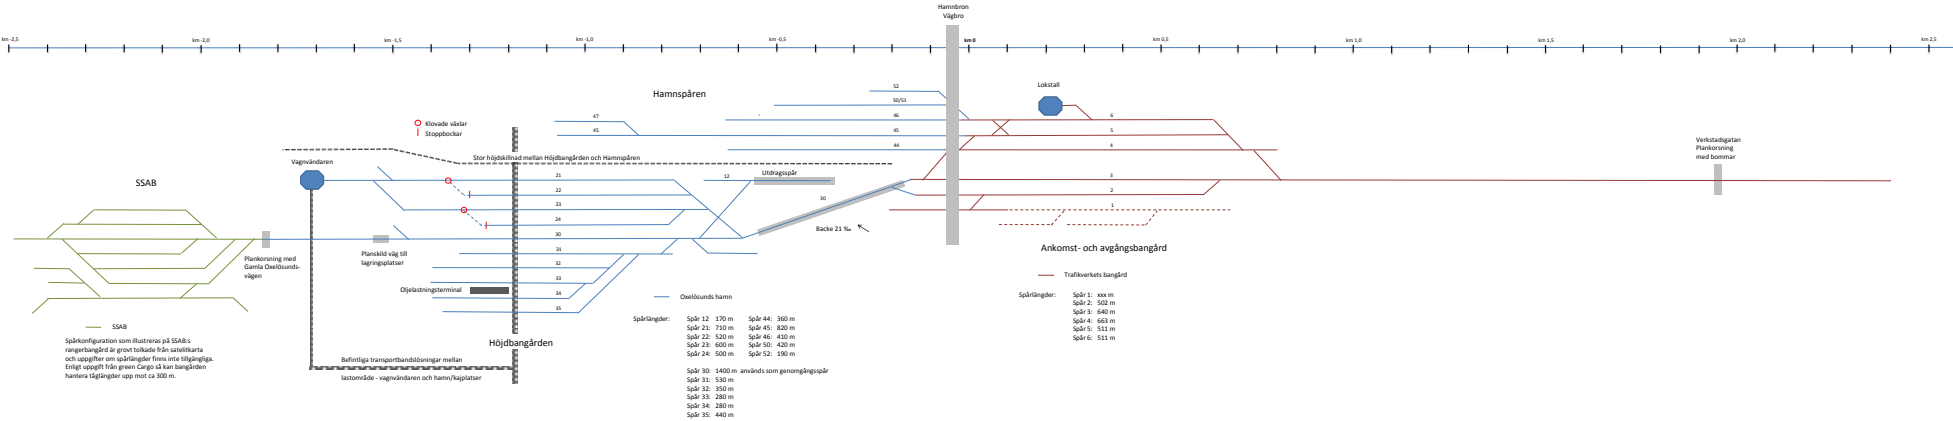 Hamnbron
Vägbro
km -2,5
km -2,0
km -1,5
km -1,0
km -0,5
km 0
km 0,5
km 1,0
km 1,5
km 2,0
km 2,5
Lokstall
52
Hamnspåren
50/51
47
46
6
Klovade växlar
45
45
5
Stoppbockar
44
4
Verkstadsgatan
Plankorsning
med bommar
Stor höjdskillnad mellan Höjdbangården och Hamnspåren
Vagnvändaren
SSAB
21
12
Utdragsspår
3
22
2
30
23
1
24
Backe 21 ‰
30
31
Ankomst- och avgångsbangård
Plankorsning med
Gamla Oxelösunds-
vägen
Planskild väg till
lagringsplatser
32
33
Trafikverkets bangård
Oljelastningsterminal
34
35
Oxelösunds hamn
Spårlängder:
Spår 1: xxx m
Spår 2: 502 m
Spår 3: 640 m
Spår 4: 663 m
Spår 5: 511 m
Spår 6: 511 m
Spårlängder:
Spår 12 170 m
Spår 21: 710 m
Spår 22: 520 m
Spår 23: 600 m
Spår 24: 500 m
Spår 44: 360 m
Spår 45: 820 m
Spår 46: 410 m
Spår 50: 420 m
Spår 52: 190 m
Spår 30: 1400 m används som genomgångsspår
Spår 31: 530 m
Spår 32: 350 m
Spår 33: 280 m
Spår 34: 280 m
Spår 35: 440 m
SSAB
Spårkonfiguration som illustreras på SSAB:s
rangerbangård är grovt tolkade från satelitkarta
och uppgifter om spårlängder finns inte tillgängliga.
Enligt uppgift från green Cargo så kan bangården
hantera tåglängder upp mot ca 300 m.
Höjdbangården
Befintliga transportbandslösningar mellan
lastområde - vagnvändaren och hamn/kajplatser